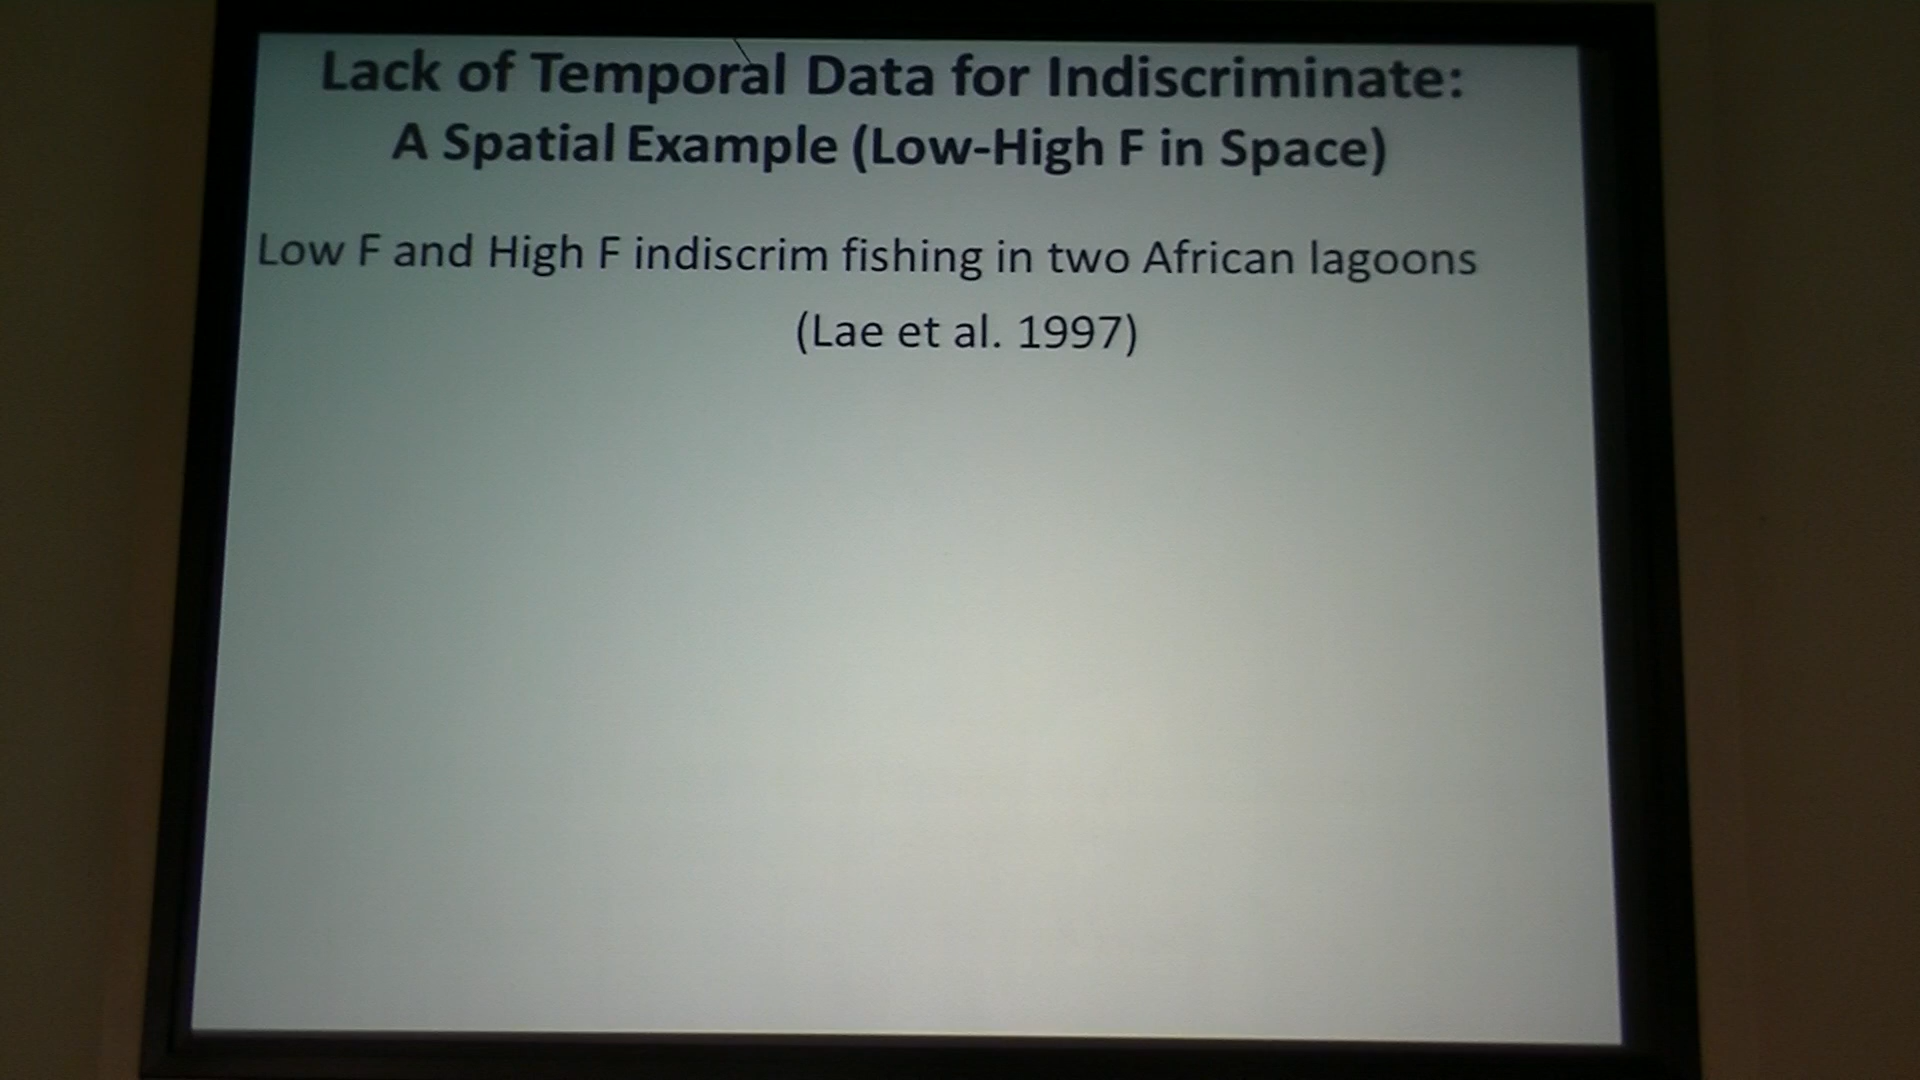 Lack of Temporal Data for Indiscriminate:
A Spatial Example (Low-High F in Space)
Low F and High F indiscrim fishing in two African lagoons
(Lae et al. 1997)